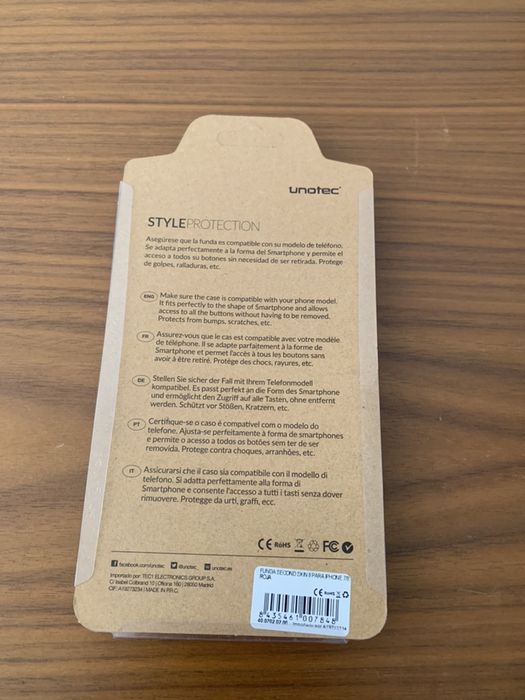 unotec
STYLEPROTECTION
Asegúrese que la funda es compatible con su modelo de teléfono.
Se adapta perfectamente a la forma del Smartphone y permite el
acceso a todos su botones sin necesidad de ser retirada. Protege
de golpes, ralladuras, etc.
ENG Make sure the case is compatible with your phone model.
It fits perfectly to the shape of Smartphone and allows
access to all the buttons without having to be removed.
Protects from bumps, scratches, etc.
FR Assurez-vous que le cas est compatible avec votre modèle
de téléphone. Il se adapte parfaitement à la forme de
Smartphone et permet l'accès à tous les boutons sans
avoir à être retiré. Protège des chocs, rayures, etc.
DE Stellen Sie sicher der Fall mit Ihrem Telefonmodell
kompatibel. Es passt perfekt an die Form des Smartphone
und ermöglicht den Zugriff auf alle Tasten, ohne entfernt
werden. Schützt vor Stößen, Kratzern, etc.
PT Certifique-se o caso é compatível com o modelo do
telefone. Ajusta-se perfeitamente à forma de smartphones
e permite o acesso a todos os botões sem ter de ser
removida. Protege contra choques, arranhões, etc.
IT Assicurarsi che il caso sia compatibile con il modello di
telefono. Si adatta perfettamente alla forma di
Smartphone e consente l'accesso a tutti i tasti senza dover
rimuovere. Protegge da urti, graffi, ecc.
CE RoHS FC
facebook.com/unotec @unotec_ unotec.es
Importado por: TEC1 ELECTRONICS GROUP S.A.
C/ Isabel Colbrand 10 | Oficina 160 | 28050 Madrid
CIF: A19273234 | MADE IN P.R.C.
FUNDA SECOND SKIN II PARA IPHONE 7/8
ROJA
CE RoHS
8 435461 007848